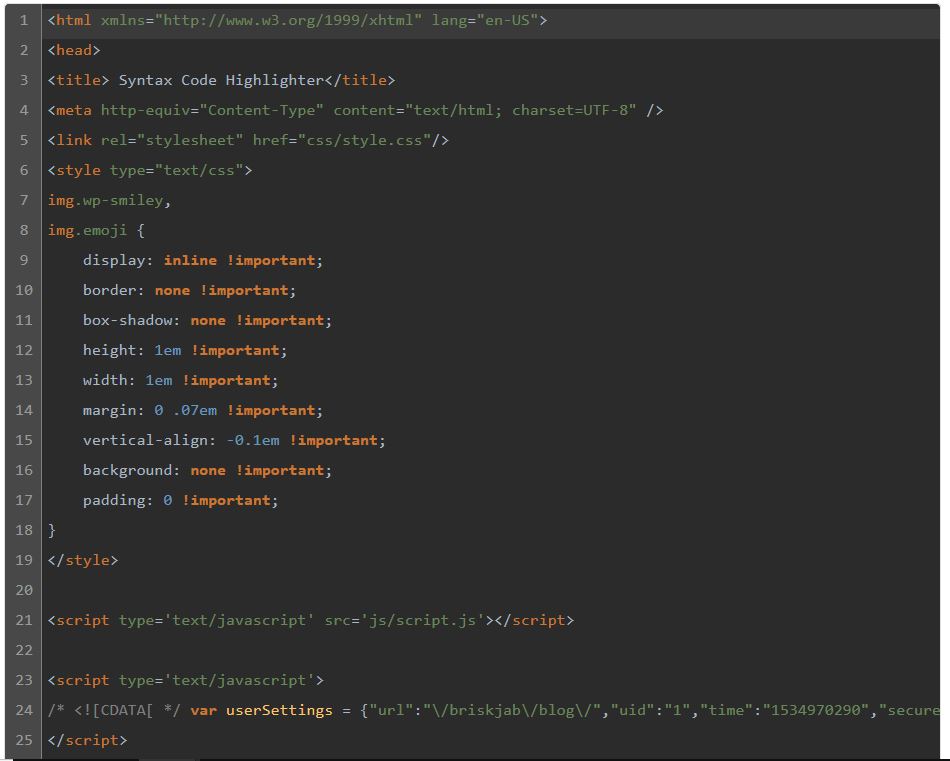 1 <html xmlns="http://www.w3.org/1999/xhtml" lang="en-US">
2 <head>
3 <title> Syntax Code Highlighter</title>
4 <meta http-equiv="Content-Type" content="text/html; charset=UTF-8" />
5 <link rel="stylesheet" href="css/style.css"/>
6 <style type="text/css">
7 img.wp-smiley,
8 img.emoji {
9     display: inline !important;
10     border: none !important;
11     box-shadow: none !important;
12     height: 1em !important;
13     width: 1em !important;
14     margin: 0 .07em !important;
15     vertical-align: -0.1em !important;
16     background: none !important;
17     padding: 0 !important;
18 }
19 </style>
20
21 <script type='text/javascript' src='js/script.js'></script>
22
23 <script type='text/javascript'>
24 /* <![CDATA[ */ var userSettings = {"url":"\/briskjab\/blog\/","uid":"1","time":"1534970290","secure
25 </script>